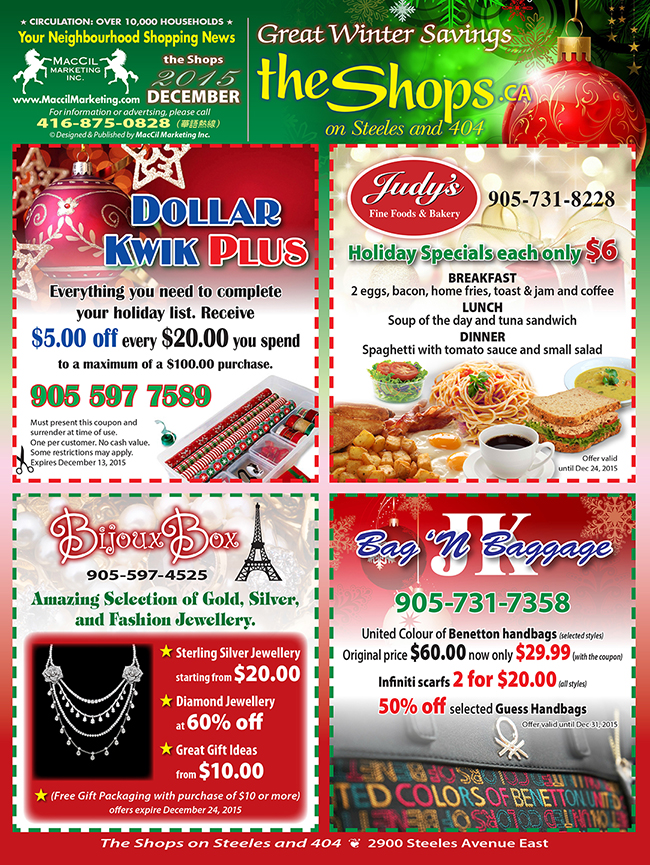 ★ CIRCULATION: OVER 10,000 HOUSEHOLDS ★
Your Neighbourhood Shopping News
MACCIL
MARKETING
INC.
www.MaccilMarketing.com
the Shops
2015
DECEMBER
For information or advertsing, please call
416-875-0828 (華語熱線)
© Designed & Published by MacCil Marketing Inc.
Great Winter Savings
theShops.CA
on Steeles and 404
DOLLAR
KWIK PLUS
Everything you need to complete
your holiday list. Receive
$5.00 off every $20.00 you spend
to a maximum of a $100.00 purchase.
905 597 7589
Must present this coupon and
surrender at time of use.
One per customer. No cash value.
Some restrictions may apply.
Expires December 13, 2015
Judy's
Fine Foods & Bakery
905-731-8228
Holiday Specials each only $6
BREAKFAST
2 eggs, bacon, home fries, toast & jam and coffee
LUNCH
Soup of the day and tuna sandwich
DINNER
Spaghetti with tomato sauce and small salad
Offer valid
until Dec 24, 2015
BijouxBox
905-597-4525
Amazing Selection of Gold, Silver,
and Fashion Jewellery.
★ Sterling Silver Jewellery
starting from $20.00
★ Diamond Jewellery
at 60% off
★ Great Gift Ideas
from $10.00
★ (Free Gift Packaging with purchase of $10 or more)
offers expire December 24, 2015
JK
Bag 'N Baggage
905-731-7358
United Colour of Benetton handbags (selected styles)
Original price $60.00 now only $29.99 (with the coupon)
Infiniti scarfs 2 for $20.00 (all styles)
50% off selected Guess Handbags
Offer valid until Dec 31, 2015
TED COLORS OF BENETTON UNIT
The Shops on Steeles and 404 ❦ 2900 Steeles Avenue East